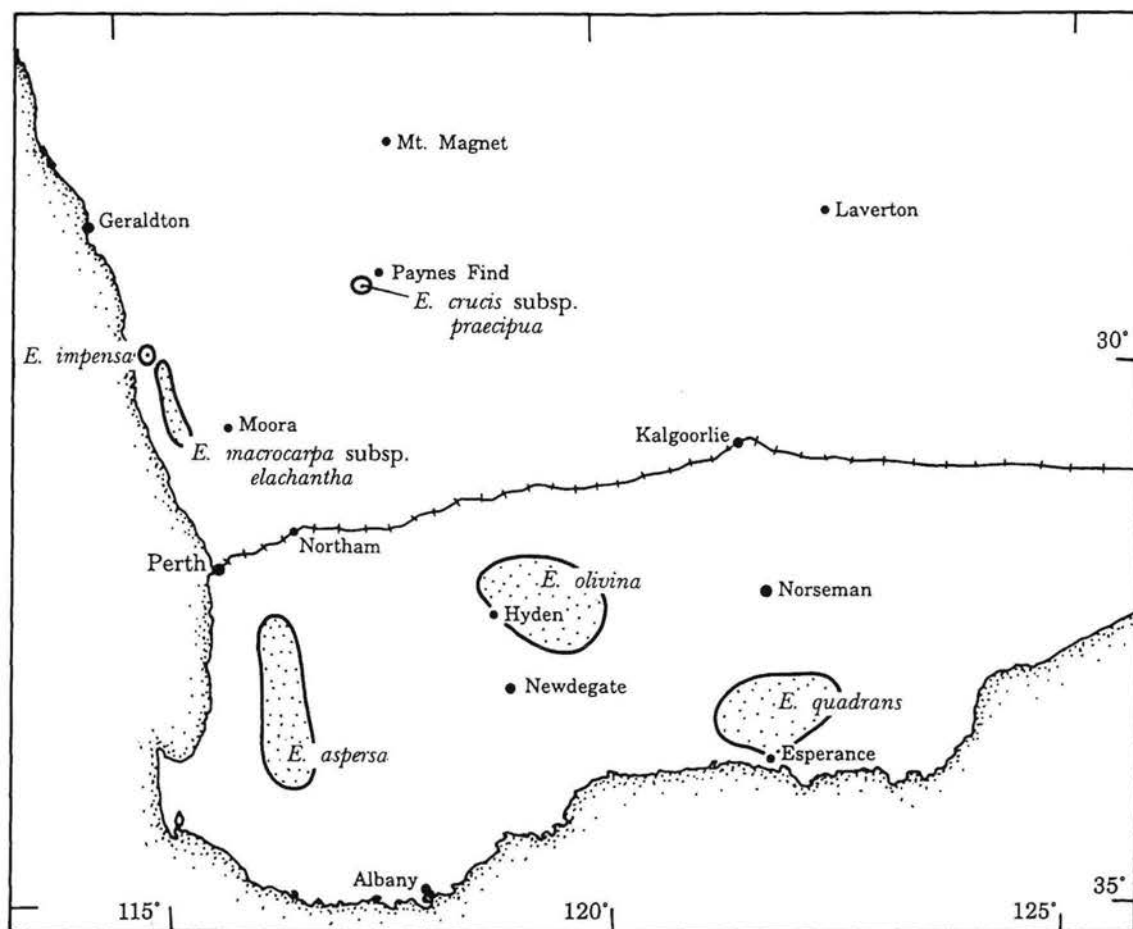 Mt. Magnet
Laverton
Geraldton
Paynes Find
E. crucis subsp.
praecipua
30°
E. impensa
Moora
Kalgoorlie
E. macrocarpa subsp.
elachantha
Northam
Perth
E. olivina
Norseman
Hyden
Newdegate
E. quadrans
E. aspersa
Esperance
Albany
35°
115°
120°
125°